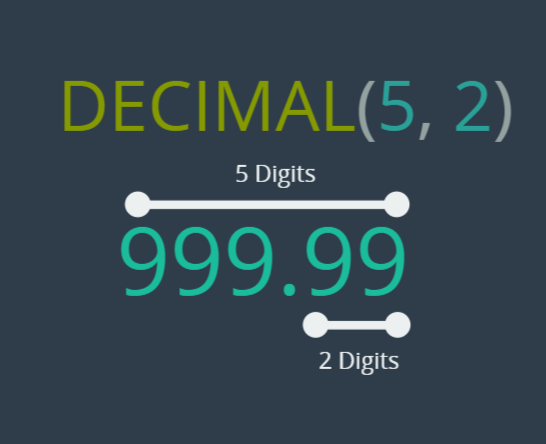 DECIMAL(5, 2)
5 Digits
999.99
2 Digits